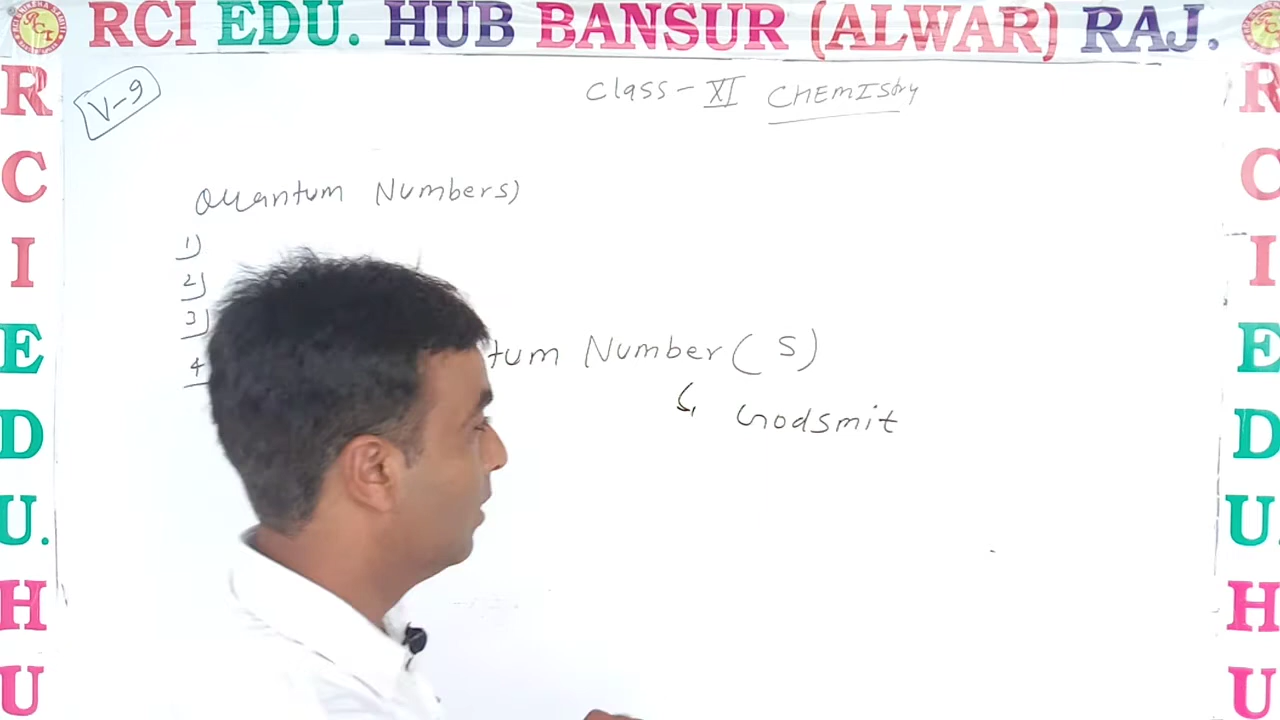 RCI EDU. HUB BANSUR (ALWAR) RAJ.
V-9
Class - XI CHEMIStry
Quantum Numbers)
1)
2)
3)
4
tum Number ( S )
Godsmit
R
C
I
E
D
U.
H
U
R
C
I
E
D
U.
H
U